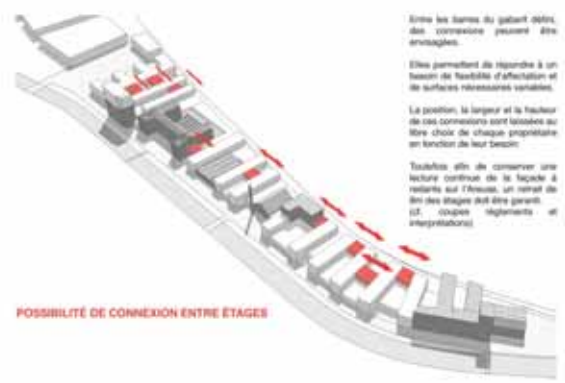 Entre les barres du gabarit défini,
des connexions peuvent être
envisagées.
Elles permettent de répondre à un
besoin de flexibilité d'affectation et
de surfaces nécessaires variables.
La position, la largeur et la hauteur
de ces connexions sont laissées au
libre choix de chaque propriétaire
en fonction de leur besoin
Toutefois afin de conserver une
lecture continue de la façade à
redants sur l'Areuse, un retrait de
8m des étages doit être garanti.
(cf. coupes règlements et
interprétations)
POSSIBILITÉ DE CONNEXION ENTRE ÉTAGES